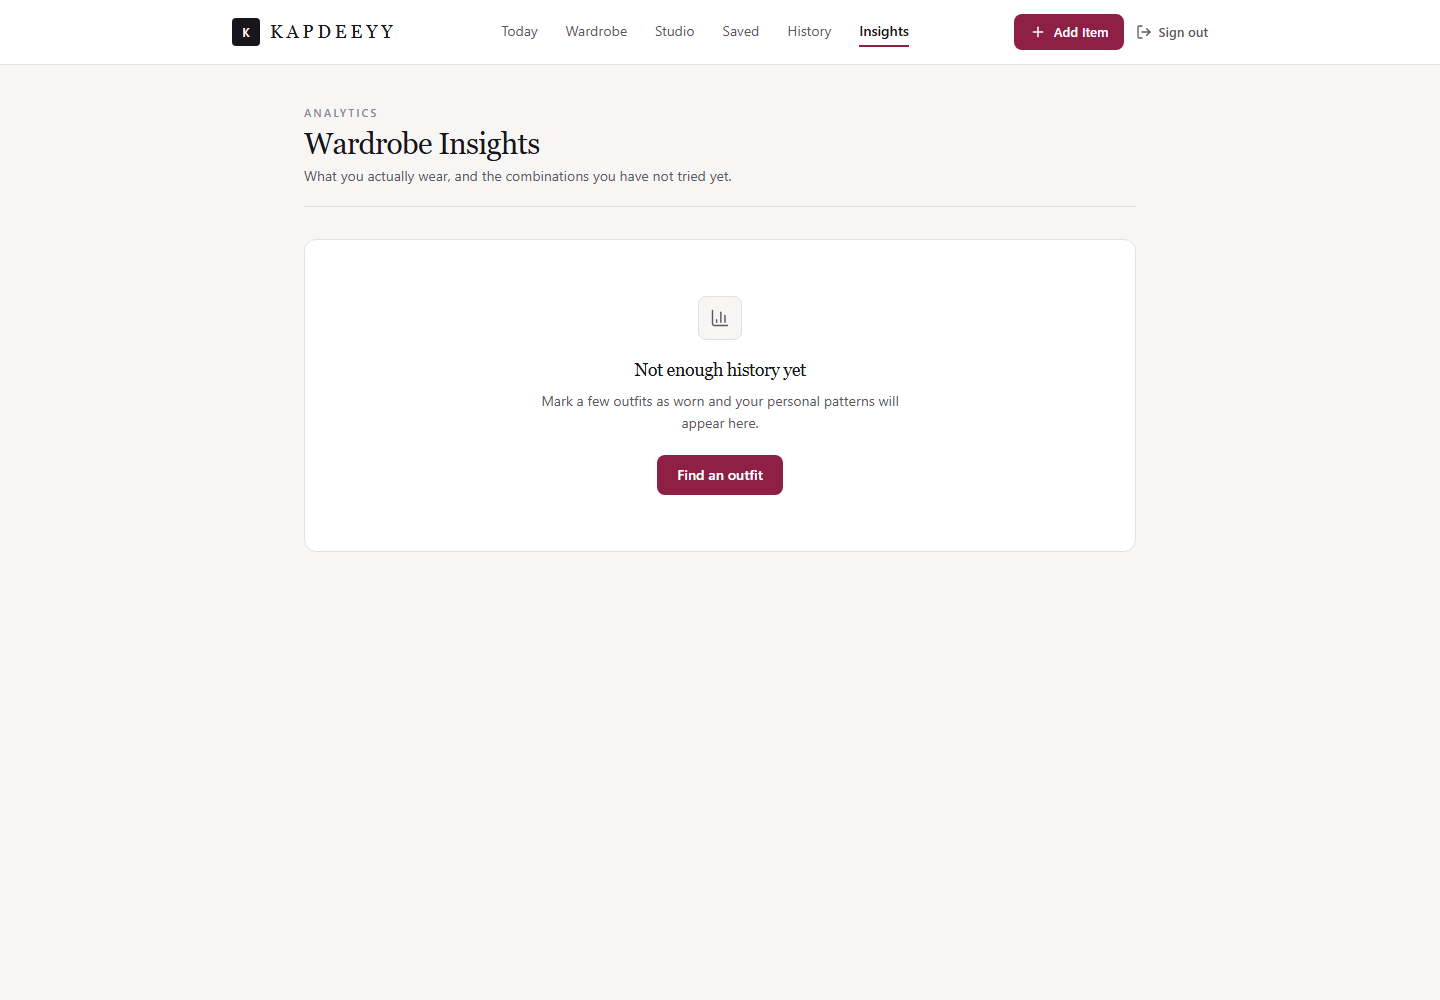 K KAPDEEYY
Today Wardrobe Studio Saved History Insights
+ Add Item
Sign out
ANALYTICS
Wardrobe Insights
What you actually wear, and the combinations you have not tried yet.
Not enough history yet
Mark a few outfits as worn and your personal patterns will
appear here.
Find an outfit